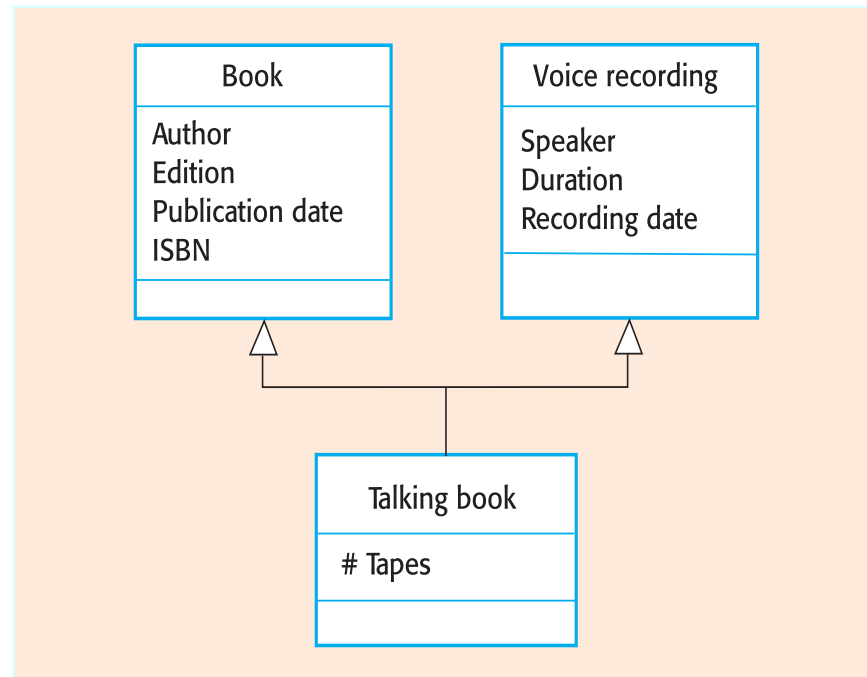 Book
Author
Edition
Publication date
ISBN
Voice recording
Speaker
Duration
Recording date
Talking book
# Tapes